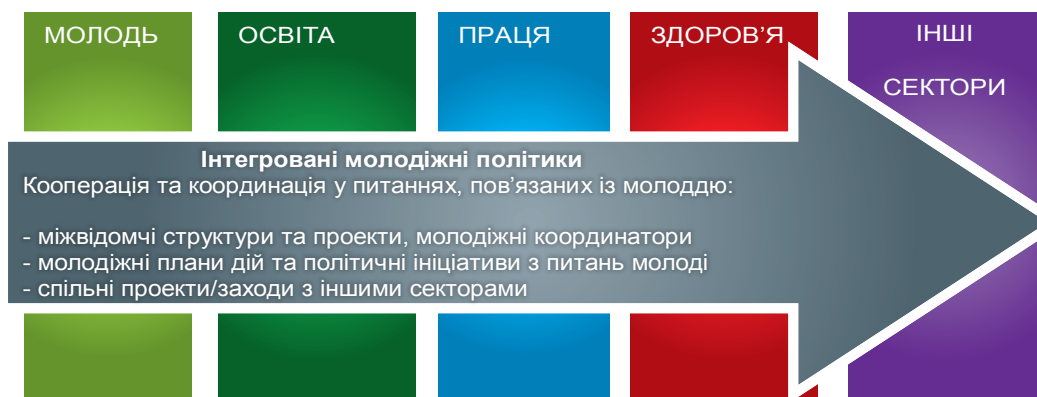 МОЛОДЬ
ОСВІТА
ПРАЦЯ
ЗДОРОВ’Я
ІНШІ
СЕКТОРИ
Інтегровані молодіжні політики
Кооперація та координація у питаннях, пов’язаних із молоддю:
- міжвідомчі структури та проекти, молодіжні координатори
- молодіжні плани дій та політичні ініціативи з питань молоді
- спільні проекти/заходи з іншими секторами